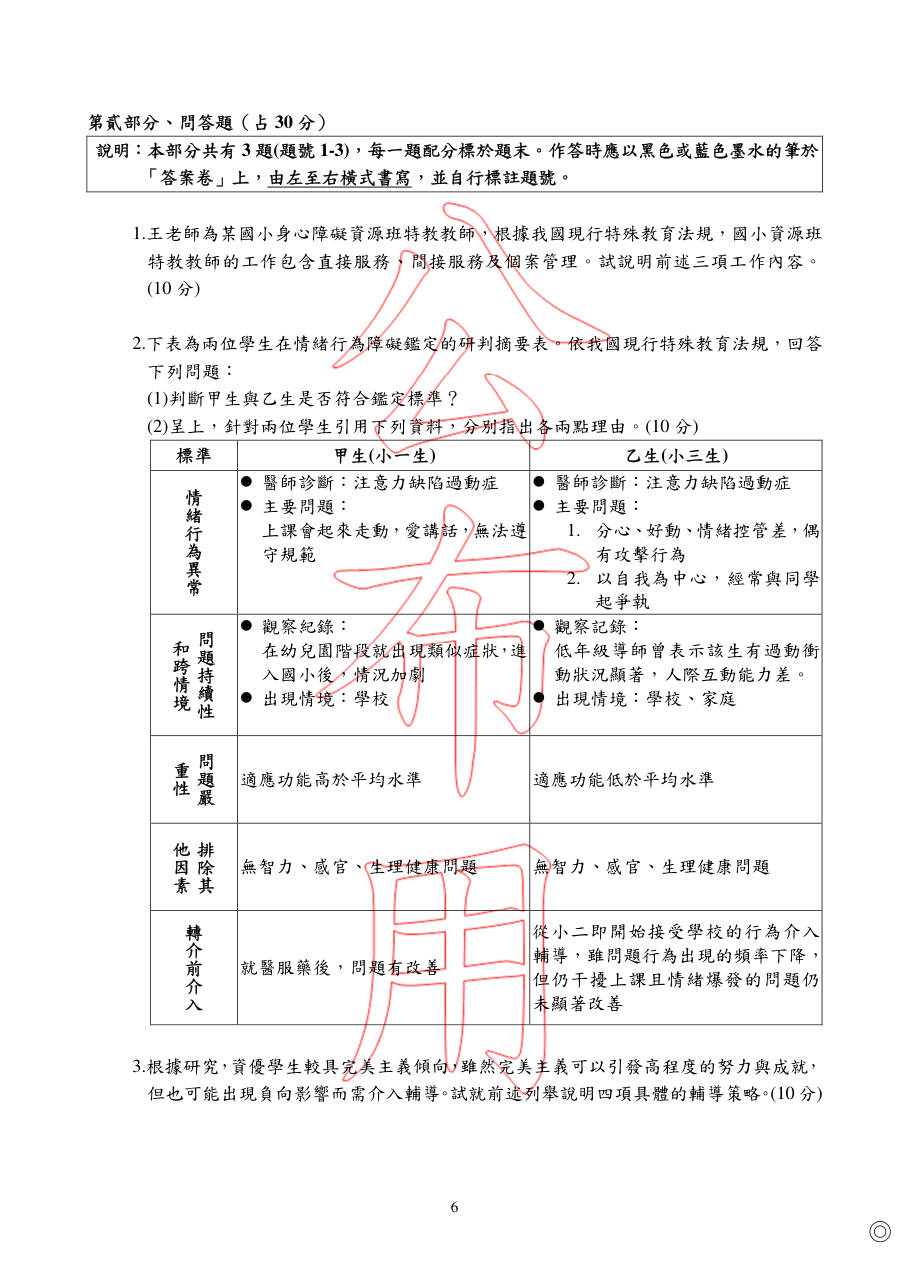 第貳部分、問答題（占 30 分）
說明：本部分共有 3 題(題號 1-3)，每一題配分標於題末。作答時應以黑色或藍色墨水的筆於
「答案卷」上，由左至右橫式書寫，並自行標註題號。
1.王老師為某國小身心障礙資源班特教教師，根據我國現行特殊教育法規，國小資源班
特教教師的工作包含直接服務、間接服務及個案管理。試說明前述三項工作內容。
(10 分)
2.下表為兩位學生在情緒行為障礙鑑定的研判摘要表。依我國現行特殊教育法規，回答
下列問題：
(1)判斷甲生與乙生是否符合鑑定標準？
(2)呈上，針對兩位學生引用下列資料，分別指出各兩點理由。(10 分)
標準 甲生(小一生) 乙生(小三生)
情緒行為異常
● 醫師診斷：注意力缺陷過動症
● 主要問題：
上課會起來走動，愛講話，無法遵
守規範
● 醫師診斷：注意力缺陷過動症
● 主要問題：
1. 分心、好動、情緒控管差，偶
有攻擊行為
2. 以自我為中心，經常與同學
起爭執
問題持續性
和跨情境
● 觀察紀錄：
在幼兒園階段就出現類似症狀，進
入國小後，情況加劇
● 出現情境：學校
● 觀察記錄：
低年級導師曾表示該生有過動衝
動狀況顯著，人際互動能力差。
● 出現情境：學校、家庭
問題嚴
重性
適應功能高於平均水準
適應功能低於平均水準
排除其
他因素
無智力、感官、生理健康問題
無智力、感官、生理健康問題
轉介前介入
就醫服藥後，問題有改善
從小二即開始接受學校的行為介入
輔導，雖問題行為出現的頻率下降，
但仍干擾上課且情緒爆發的問題仍
未顯著改善
3.根據研究，資優學生較具完美主義傾向，雖然完美主義可以引發高程度的努力與成就，
但也可能出現負向影響而需介入輔導。試就前述列舉說明四項具體的輔導策略。(10 分)
公布用
6